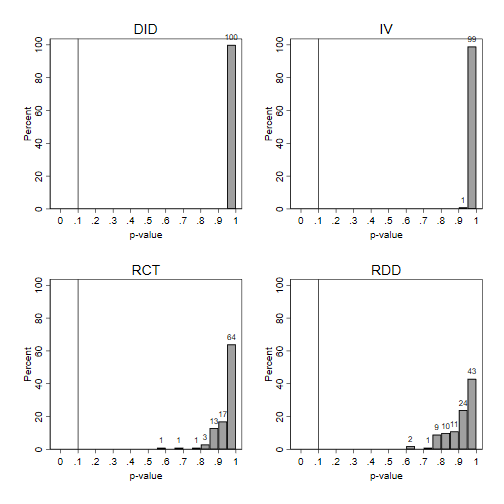 DID
IV
100
99
1
Percent
0 20 40 60 80 100
0 .1 .2 .3 .4 .5 .6 .7 .8 .9 1
p-value
Percent
0 20 40 60 80 100
0 .1 .2 .3 .4 .5 .6 .7 .8 .9 1
p-value
RCT
RDD
1 1 1 3 13 17 64
2 1 9 10 11 24 43
Percent
0 20 40 60 80 100
0 .1 .2 .3 .4 .5 .6 .7 .8 .9 1
p-value
Percent
0 20 40 60 80 100
0 .1 .2 .3 .4 .5 .6 .7 .8 .9 1
p-value